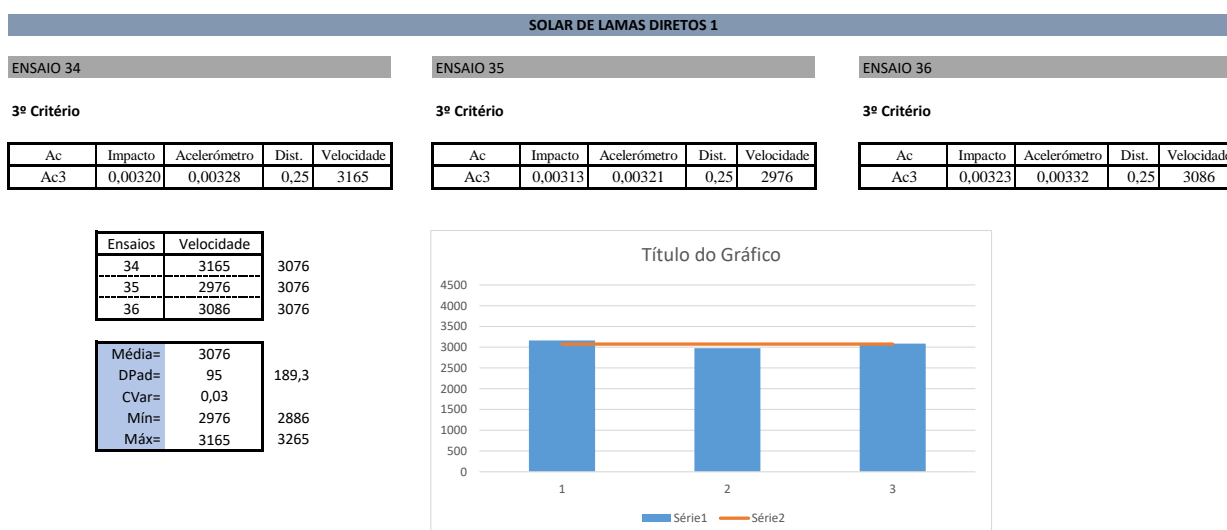 SOLAR DE LAMAS DIRETOS 1
ENSAIO 34 ENSAIO 35 ENSAIO 36
3º Critério 3º Critério 3º Critério
Ac Impacto Acelerómetro Dist. Velocidade Ac Impacto Acelerómetro Dist. Velocidade Ac Impacto Acelerómetro Dist. Velocidade
Ac3 0,00320 0,00328 0,25 3165 Ac3 0,00313 0,00321 0,25 2976 Ac3 0,00323 0,00332 0,25 3086
Ensaios Velocidade
34 3165 3076
35 2976 3076
36 3086 3076
Média= 3076
DPad= 95 189,3
CVar= 0,03
Mín= 2976 2886
Máx= 3165 3265
Título do Gráfico
4500
4000
3500
3000
2500
2000
1500
1000
500
0
1 2 3
Série1 Série2